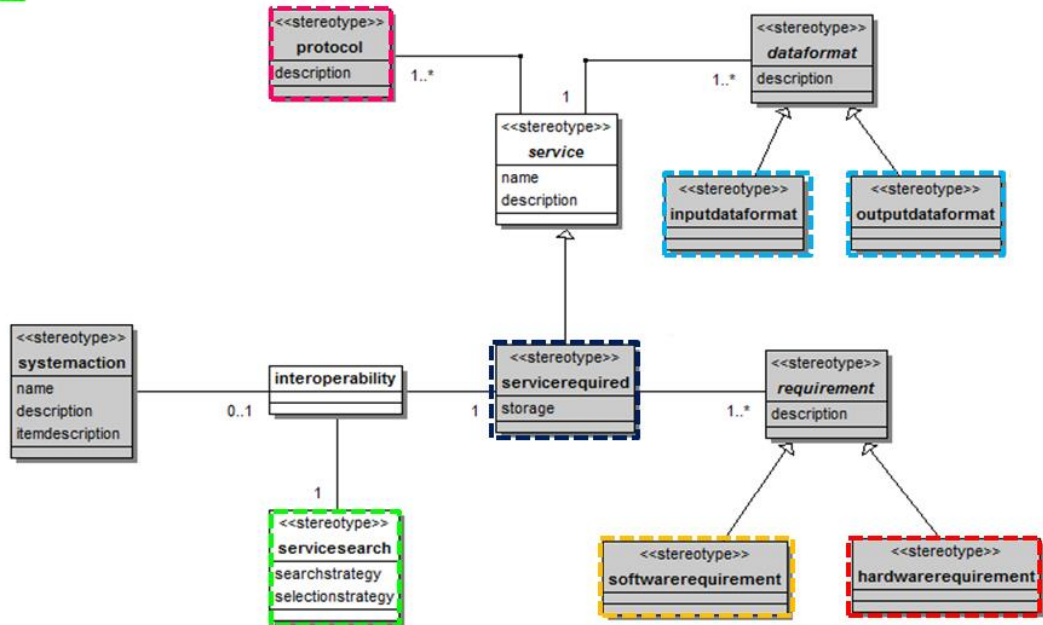 <<stereotype>>
protocol
description
1..*
<<stereotype>>
dataformat
description
1..*
1
<<stereotype>>
service
name
description
<<stereotype>>
inputdataformat
<<stereotype>>
outputdataformat
<<stereotype>>
systemaction
name
description
itemdescription
0..1
interoperability
1
<<stereotype>>
servicerequired
storage
1..*
<<stereotype>>
requirement
description
1
<<stereotype>>
servicesearch
searchstrategy
selectionstrategy
<<stereotype>>
softwarerequirement
<<stereotype>>
hardwarerequirement